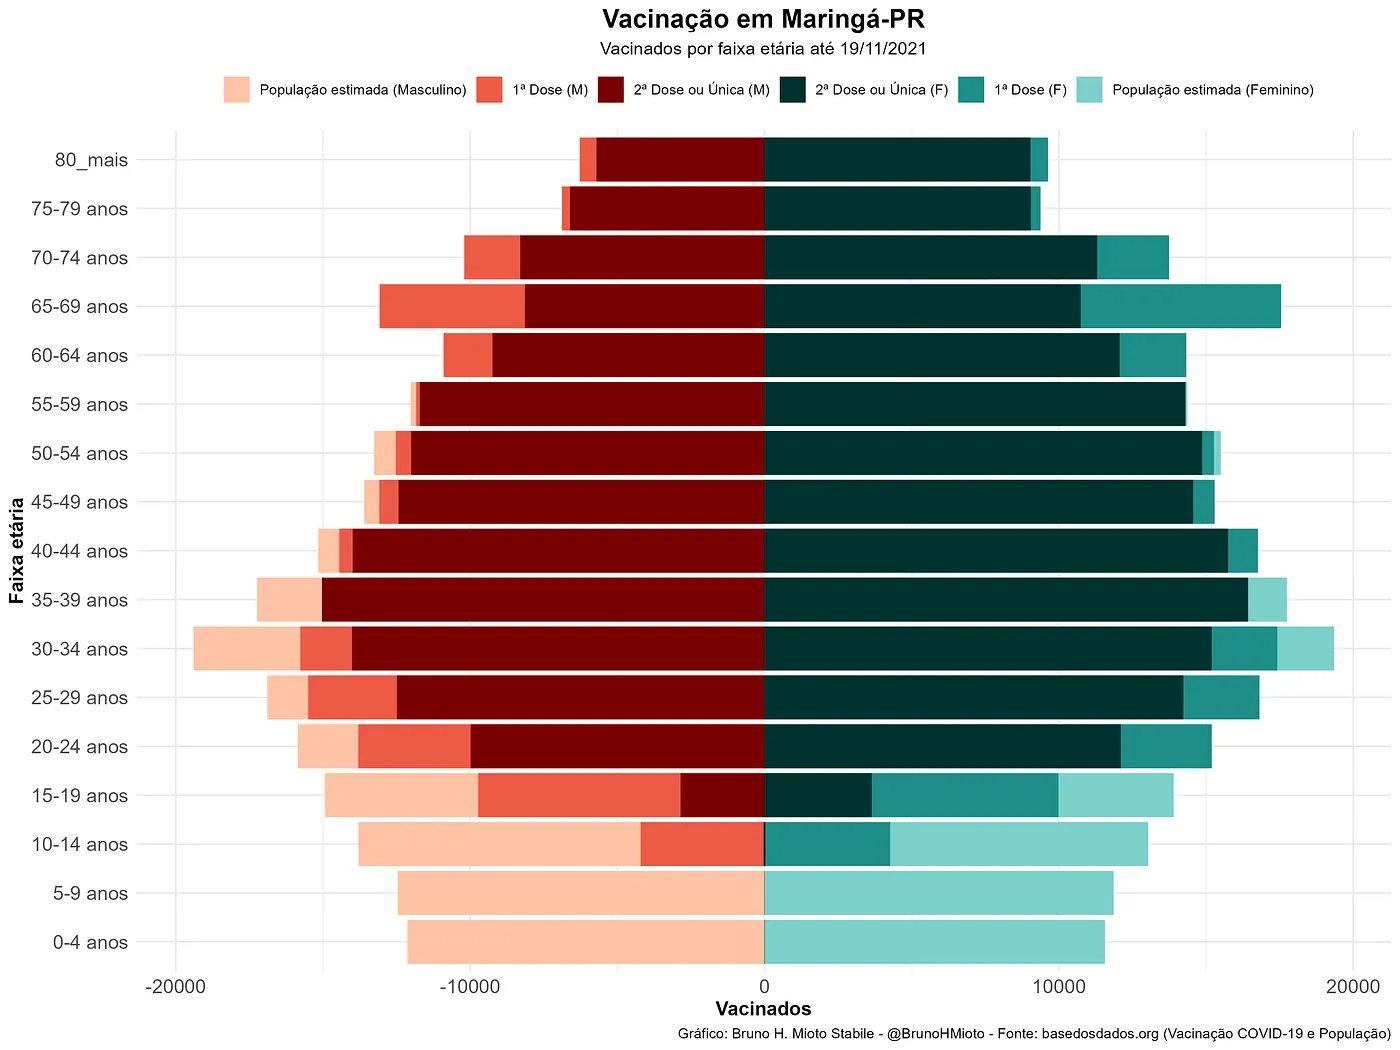 Vacinação em Maringá-PR
Vacinados por faixa etária até 19/11/2021
População estimada (Masculino) 1ª Dose (M) 2ª Dose ou Única (M) 2ª Dose ou Única (F) 1ª Dose (F) População estimada (Feminino)
Faixa etária
80_mais
75-79 anos
70-74 anos
65-69 anos
60-64 anos
55-59 anos
50-54 anos
45-49 anos
40-44 anos
35-39 anos
30-34 anos
25-29 anos
20-24 anos
15-19 anos
10-14 anos
5-9 anos
0-4 anos
-20000 -10000 0 10000 20000
Vacinados
Gráfico: Bruno H. Mioto Stabile - @BrunoHMioto - Fonte: basedosdados.org (Vacinação COVID-19 e População)